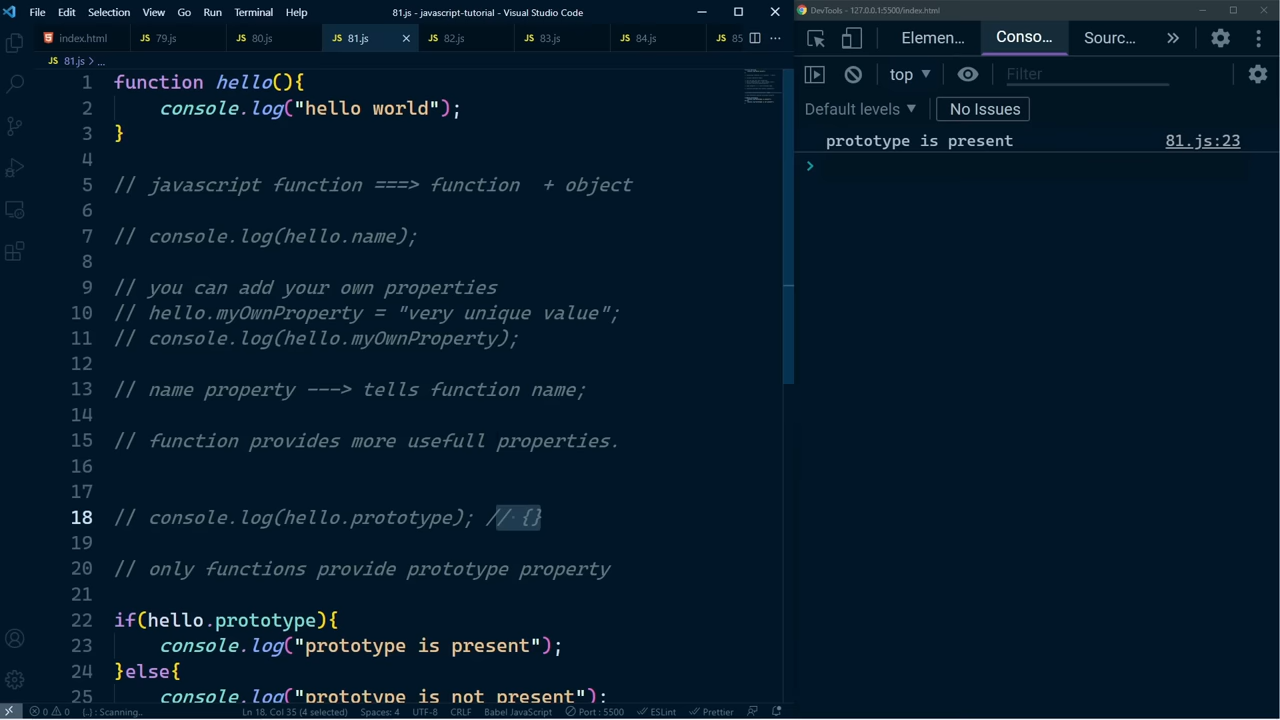 File Edit Selection View Go Run Terminal Help 81.js - javascript-tutorial - Visual Studio Code
index.html JS 79.js JS 80.js JS 81.js JS 82.js JS 83.js JS 84.js JS 85
81.js > ...
1 function hello(){
2 console.log("hello world");
3 }
4
5 // javascript function ===> function + object
6
7 // console.log(hello.name);
8
9 // you can add your own properties
10 // hello.myOwnProperty = "very unique value";
11 // console.log(hello.myOwnProperty);
12
13 // name property ---> tells function name;
14
15 // function provides more usefull properties.
16
17
18 // console.log(hello.prototype); // {}
19
20 // only functions provide prototype property
21
22 if(hello.prototype){
23 console.log("prototype is present");
24 }else{
25 console.log("prototype is not present");
0 0 {..} : Scanning.. Ln 18, Col 35 (4 selected) Spaces: 4 UTF-8 CRLF Babel JavaScript Port : 5500 ESLint Prettier
DevTools - 127.0.0.1:5500/index.html
Elemen... Conso... Sourc...
top Filter
Default levels No Issues
prototype is present 81.js:23